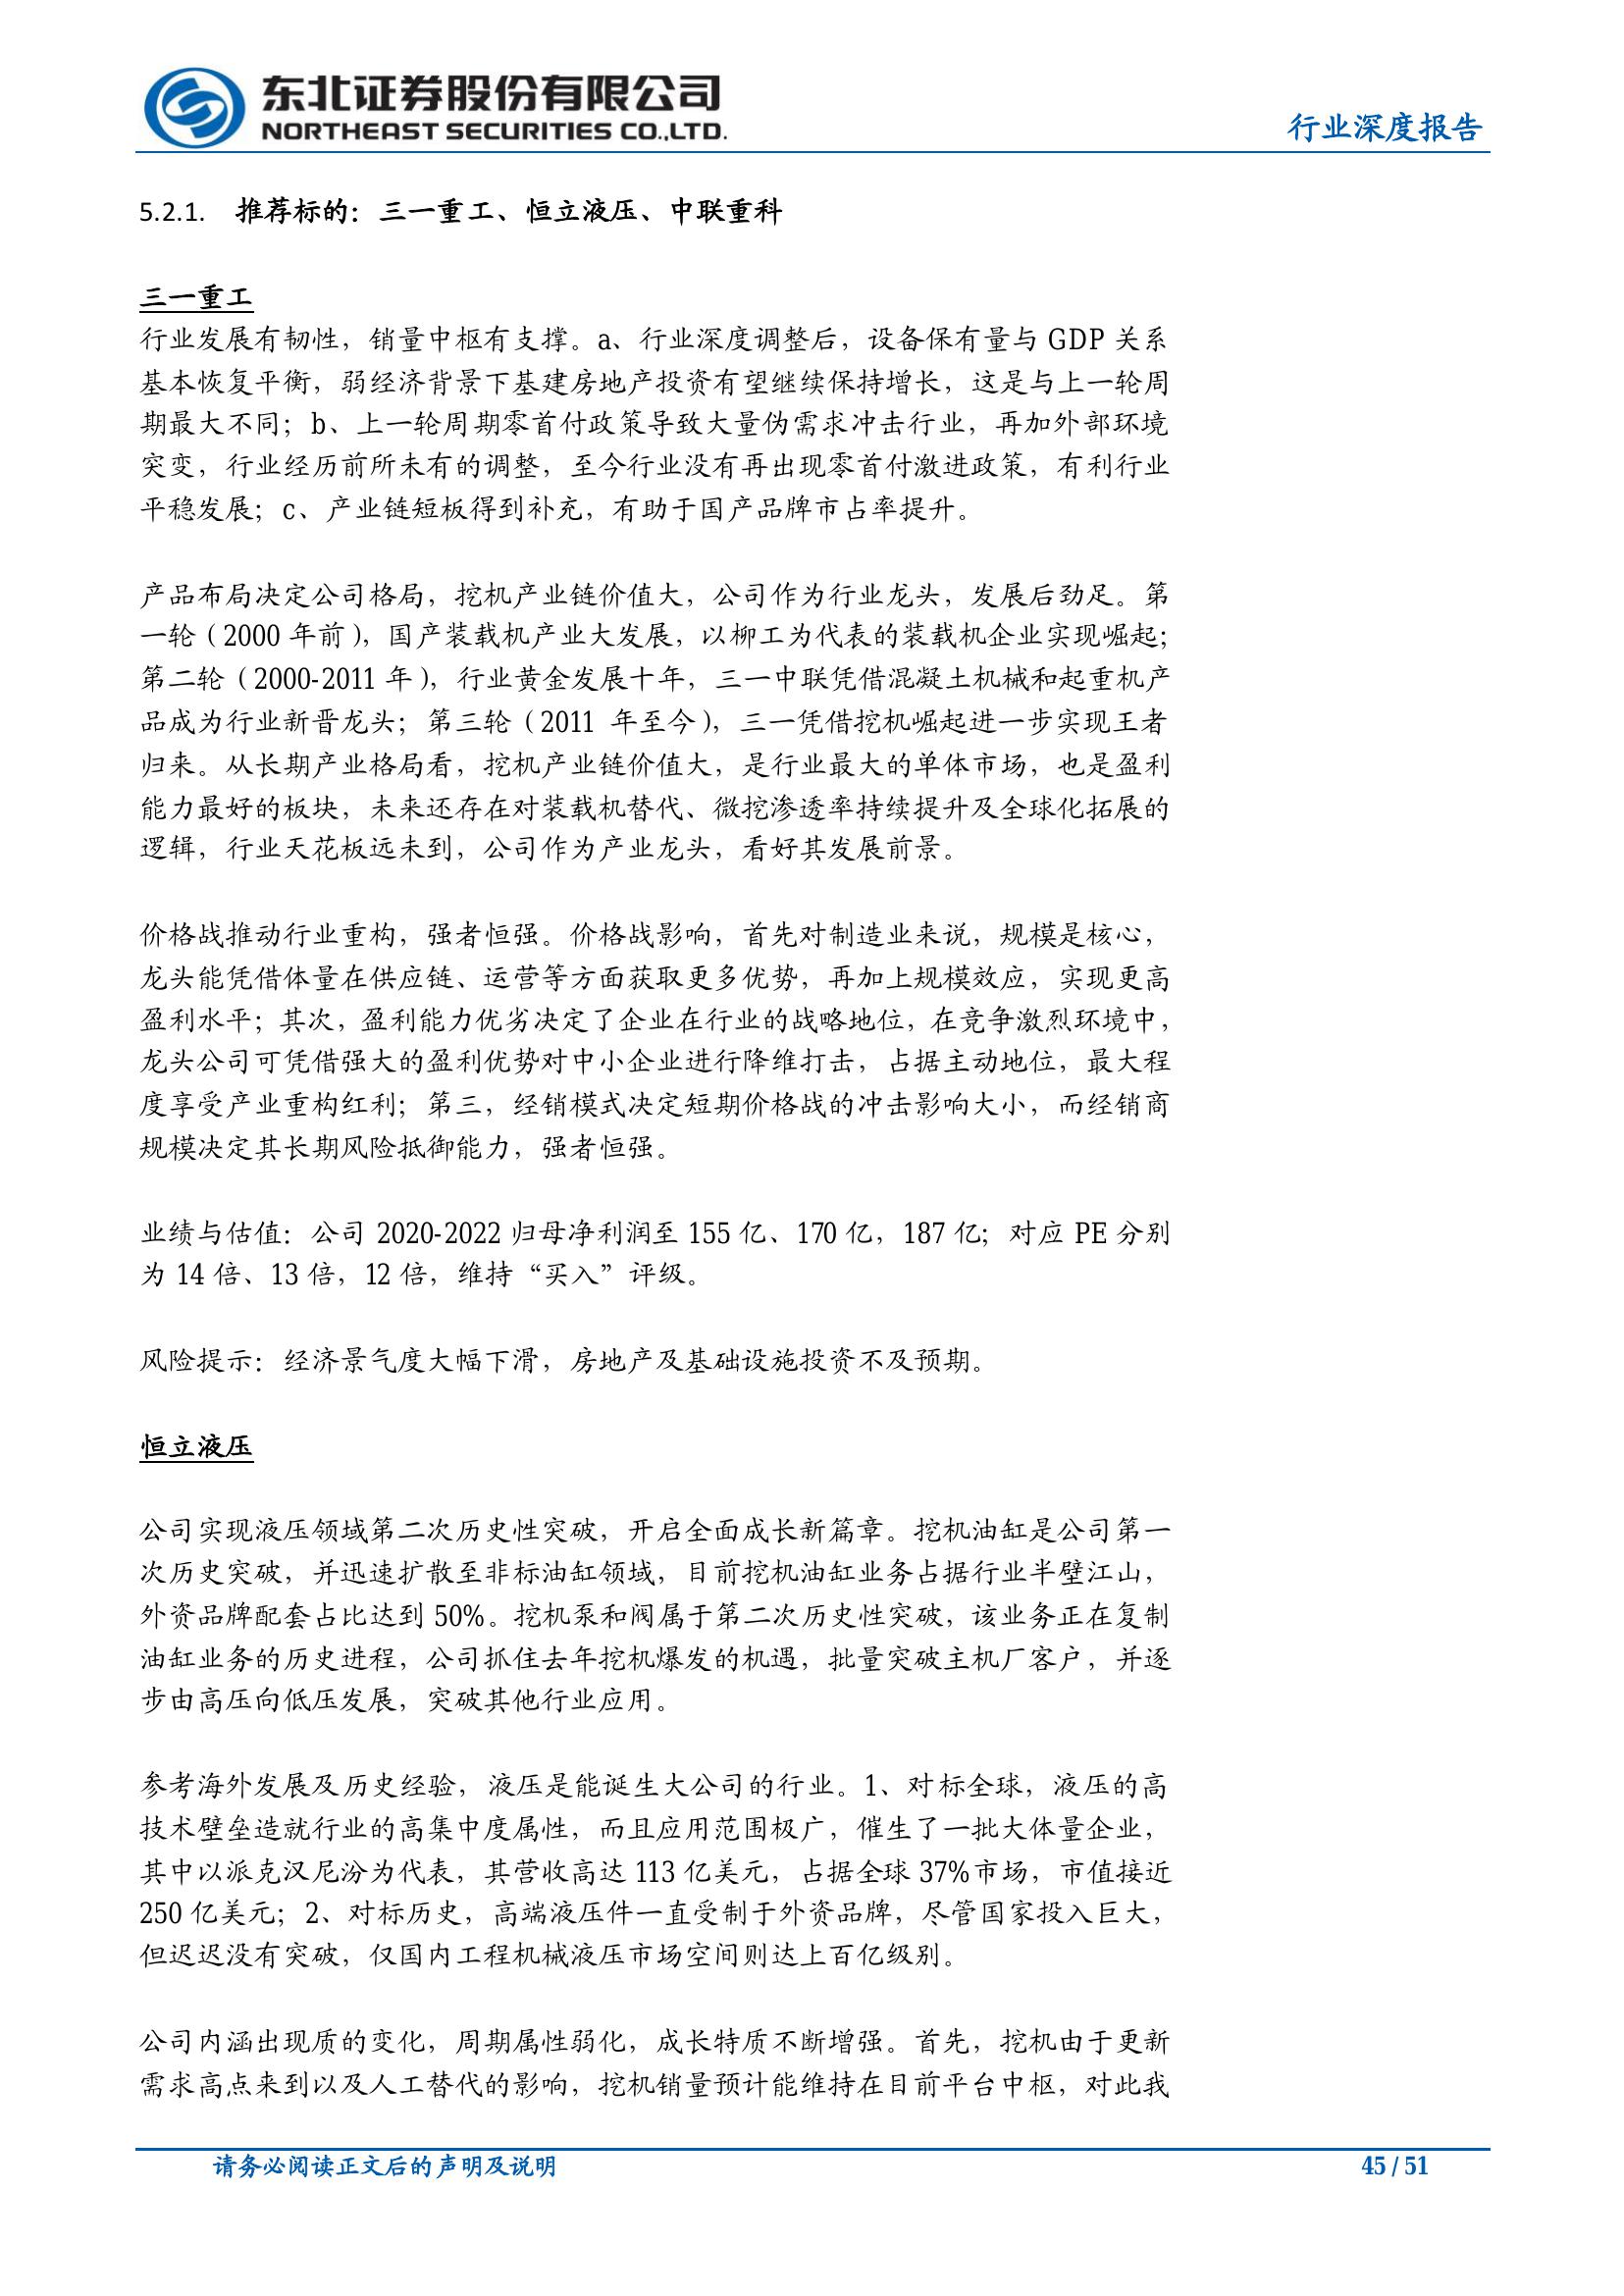 东北证券股份有限公司
NORTHEAST SECURITIES CO.,LTD.
行业深度报告
5.2.1. 推荐标的：三一重工、恒立液压、中联重科
三一重工
行业发展有韧性，销量中枢有支撑。a、行业深度调整后，设备保有量与 GDP 关系
基本恢复平衡，弱经济背景下基建房地产投资有望继续保持增长，这是与上一轮周
期最大不同；b、上一轮周期零首付政策导致大量伪需求冲击行业，再加外部环境
突变，行业经历前所未有的调整，至今行业没有再出现零首付激进政策，有利行业
平稳发展；c、产业链短板得到补充，有助于国产品牌市占率提升。
产品布局决定公司格局，挖机产业链价值大，公司作为行业龙头，发展后劲足。第
一轮（2000 年前），国产装载机产业大发展，以柳工为代表的装载机企业实现崛起；
第二轮（2000-2011 年），行业黄金发展十年，三一中联凭借混凝土机械和起重机产
品成为行业新晋龙头；第三轮（2011 年至今），三一凭借挖机崛起进一步实现王者
归来。从长期产业格局看，挖机产业链价值大，是行业最大的单体市场，也是盈利
能力最好的板块，未来还存在对装载机替代、微挖渗透率持续提升及全球化拓展的
逻辑，行业天花板远未到，公司作为产业龙头，看好其发展前景。
价格战推动行业重构，强者恒强。价格战影响，首先对制造业来说，规模是核心，
龙头能凭借体量在供应链、运营等方面获取更多优势，再加上规模效应，实现更高
盈利水平；其次，盈利能力优劣决定了企业在行业的战略地位，在竞争激烈环境中，
龙头公司可凭借强大的盈利优势对中小企业进行降维打击，占据主动地位，最大程
度享受产业重构红利；第三，经销模式决定短期价格战的冲击影响大小，而经销商
规模决定其长期风险抵御能力，强者恒强。
业绩与估值：公司 2020-2022 归母净利润至 155 亿、170 亿，187 亿；对应 PE 分别
为 14 倍、13 倍，12 倍，维持“买入”评级。
风险提示：经济景气度大幅下滑，房地产及基础设施投资不及预期。
恒立液压
公司实现液压领域第二次历史性突破，开启全面成长新篇章。挖机油缸是公司第一
次历史突破，并迅速扩散至非标油缸领域，目前挖机油缸业务占据行业半壁江山，
外资品牌配套占比达到 50%。挖机泵和阀属于第二次历史性突破，该业务正在复制
油缸业务的历史进程，公司抓住去年挖机爆发的机遇，批量突破主机厂客户，并逐
步由高压向低压发展，突破其他行业应用。
参考海外发展及历史经验，液压是能诞生大公司的行业。1、对标全球，液压的高
技术壁垒造就行业的高集中度属性，而且应用范围极广，催生了一批大体量企业，
其中以派克汉尼汾为代表，其营收高达 113 亿美元，占据全球 37%市场，市值接近
250 亿美元；2、对标历史，高端液压件一直受制于外资品牌，尽管国家投入巨大，
但迟迟没有突破，仅国内工程机械液压市场空间则达上百亿级别。
公司内涵出现质的变化，周期属性弱化，成长特质不断增强。首先，挖机由于更新
需求高点来到以及人工替代的影响，挖机销量预计能维持在目前平台中枢，对此我
请务必阅读正文后的声明及说明
45 / 51